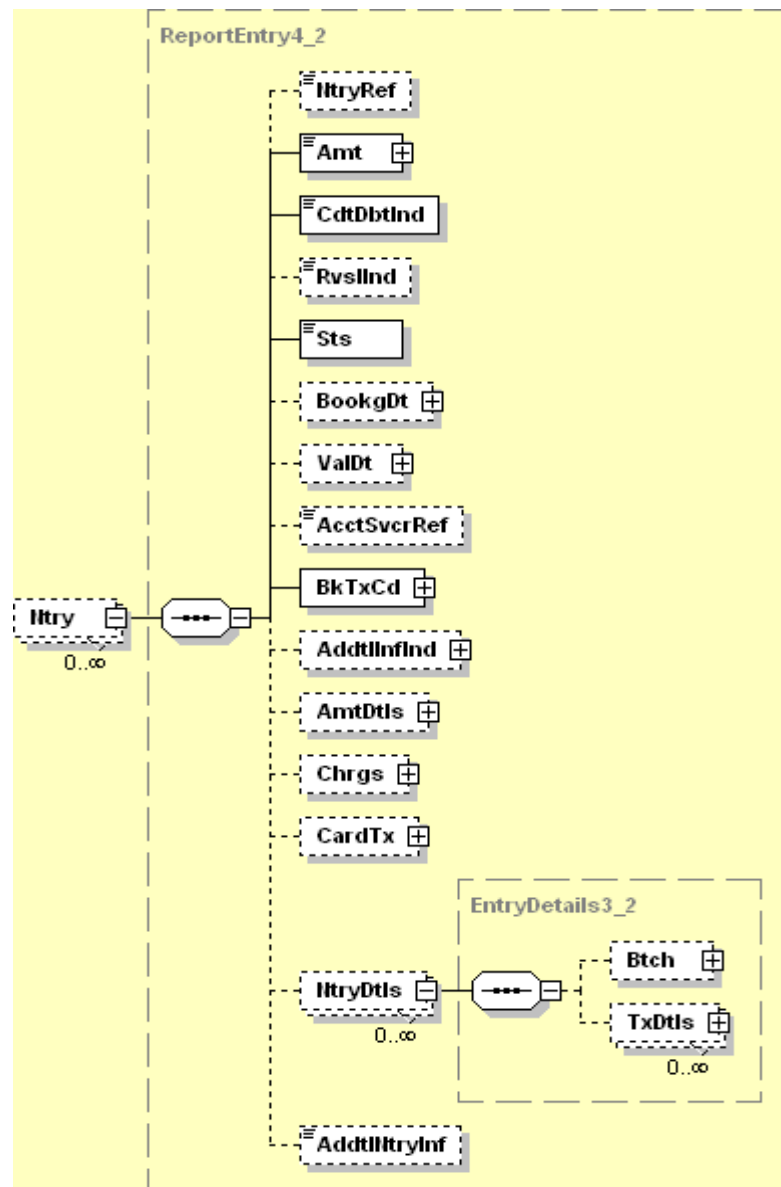 ReportEntry4_2
NtryRef
Amt
CdtDbtInd
RvslInd
Sts
BookgDt
ValDt
AcctSvcrRef
BkTxCd
Ntry
0..∞
AddtlInfInd
AmtDtls
Chrgs
CardTx
EntryDetails3_2
Btch
NtryDtls
0..∞
TxDtls
0..∞
AddtlNtryInf